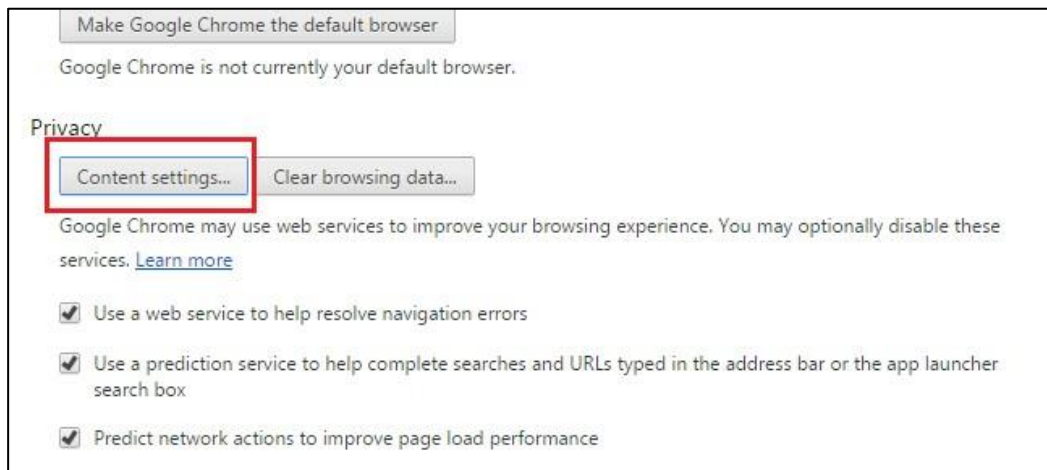 Make Google Chrome the default browser
Google Chrome is not currently your default browser.
Privacy
Content settings... Clear browsing data...
Google Chrome may use web services to improve your browsing experience. You may optionally disable these
services. Learn more
Use a web service to help resolve navigation errors
Use a prediction service to help complete searches and URLs typed in the address bar or the app launcher
search box
Predict network actions to improve page load performance